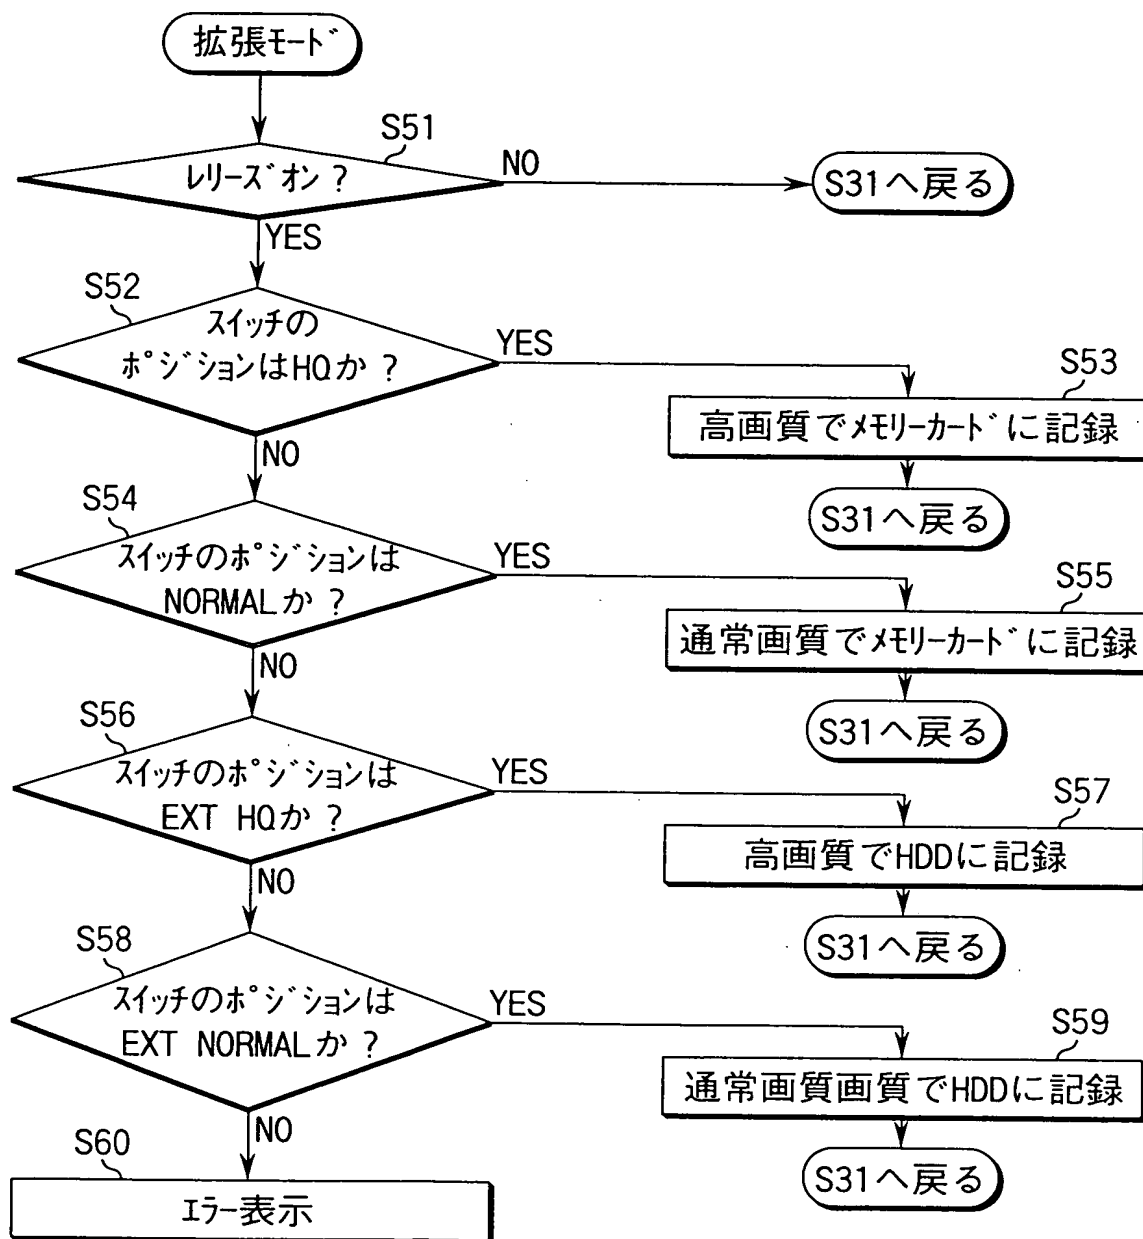 拡張モード
S51
レリーズオン？
NO
S31へ戻る
YES
S52
スイッチの
ポジションはHQか？
YES
S53
高画質でメモリーカードに記録
S31へ戻る
NO
S54
スイッチのポジションは
NORMALか？
YES
S55
通常画質でメモリーカードに記録
S31へ戻る
NO
S56
スイッチのポジションは
EXT HQか？
YES
S57
高画質でHDDに記録
S31へ戻る
NO
S58
スイッチのポジションは
EXT NORMALか？
YES
S59
通常画質画質でHDDに記録
S31へ戻る
NO
S60
エラー表示